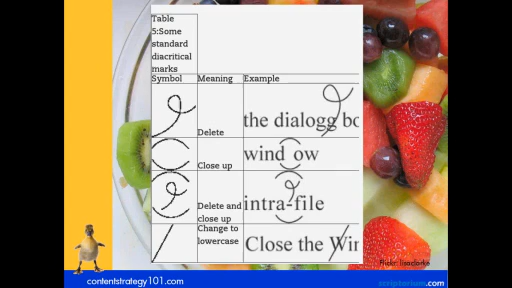 Table
5:Some
standard
diacritical
marks
Symbol Meaning Example
Delete the dialogg bo
Close up wind ow
Delete and
close up intra-file
Change to
lowercase Close the Win
Flickr: lisaclarke
contentstrategy101.com scriptorium.com